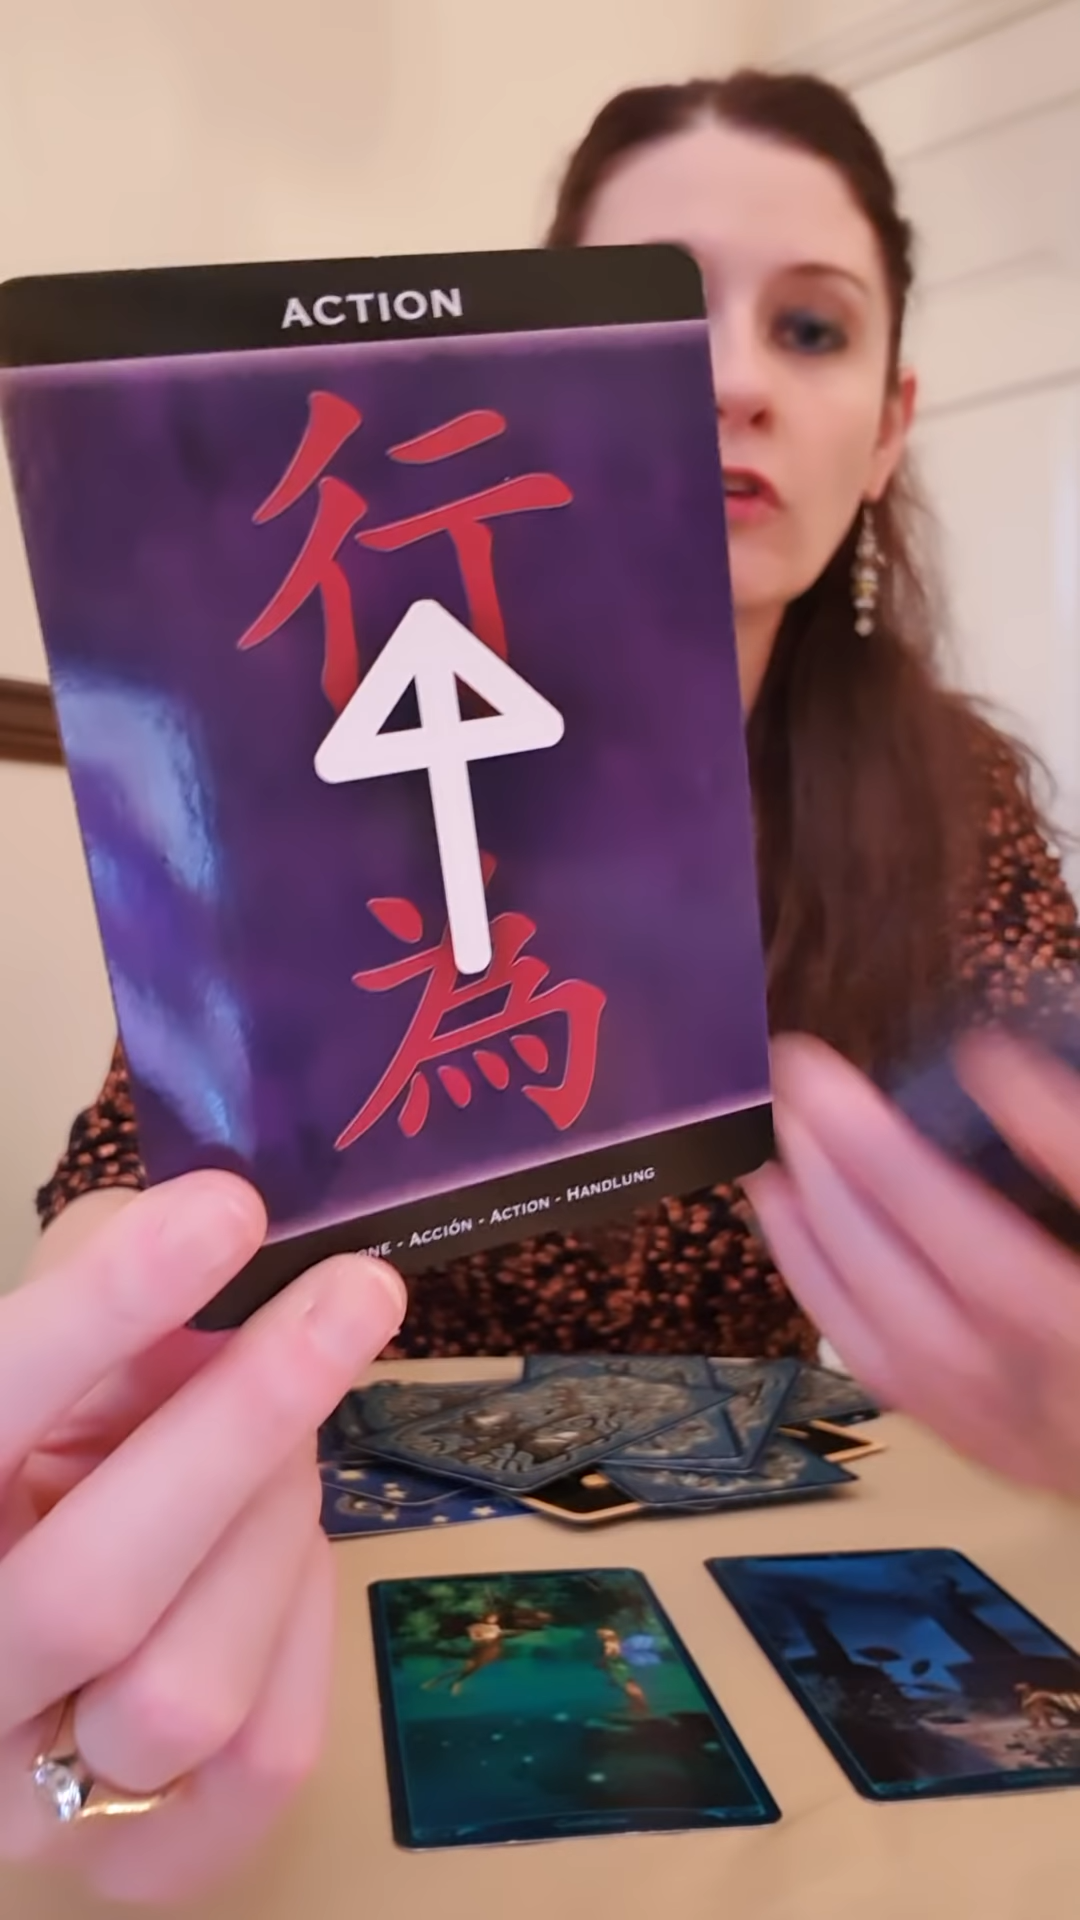 ACTION
行
為
ONE - ACCIÓN - ACTION - HANDLUNG